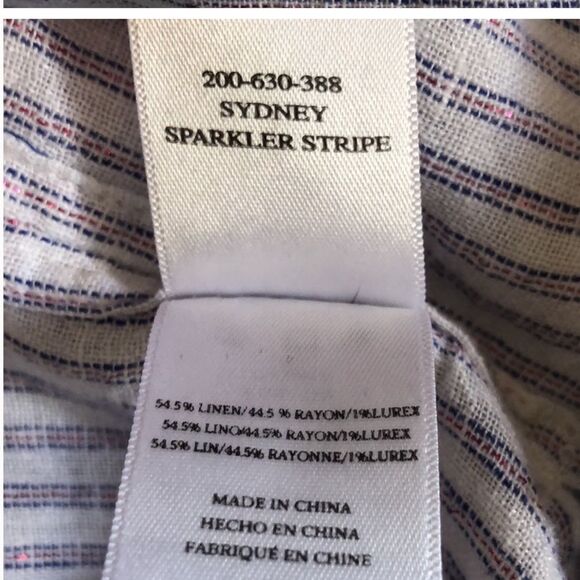 200-630-388
SYDNEY
SPARKLER STRIPE
54.5% LINEN/44.5 % RAYON/1%LUREX
54.5% LINO/44.5% RAYON/1%LUREX
54.5% LIN/44.5% RAYONNE/1%LUREX
MADE IN CHINA
HECHO EN CHINA
FABRIQUÉ EN CHINE